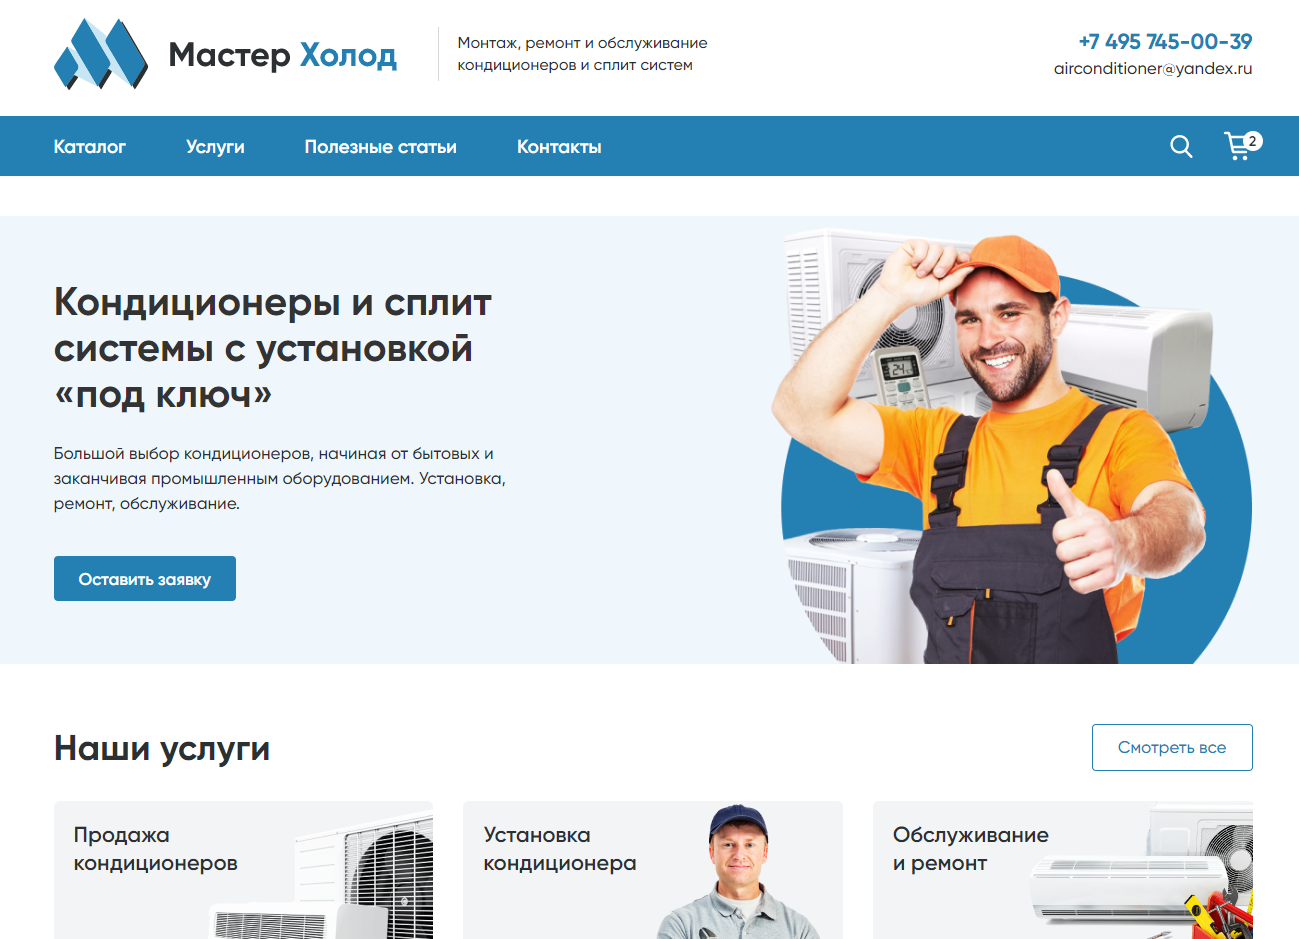 Мастер Холод
Монтаж, ремонт и обслуживание
кондиционеров и сплит систем
+7 495 745-00-39
airconditioner@yandex.ru
Каталог
Услуги
Полезные статьи
Контакты
2
Кондиционеры и сплит
системы с установкой
«под ключ»
Большой выбор кондиционеров, начиная от бытовых и
заканчивая промышленным оборудованием. Установка,
ремонт, обслуживание.
Оставить заявку
24
Наши услуги
Смотреть все
Продажа
кондиционеров
Установка
кондиционера
Обслуживание
и ремонт